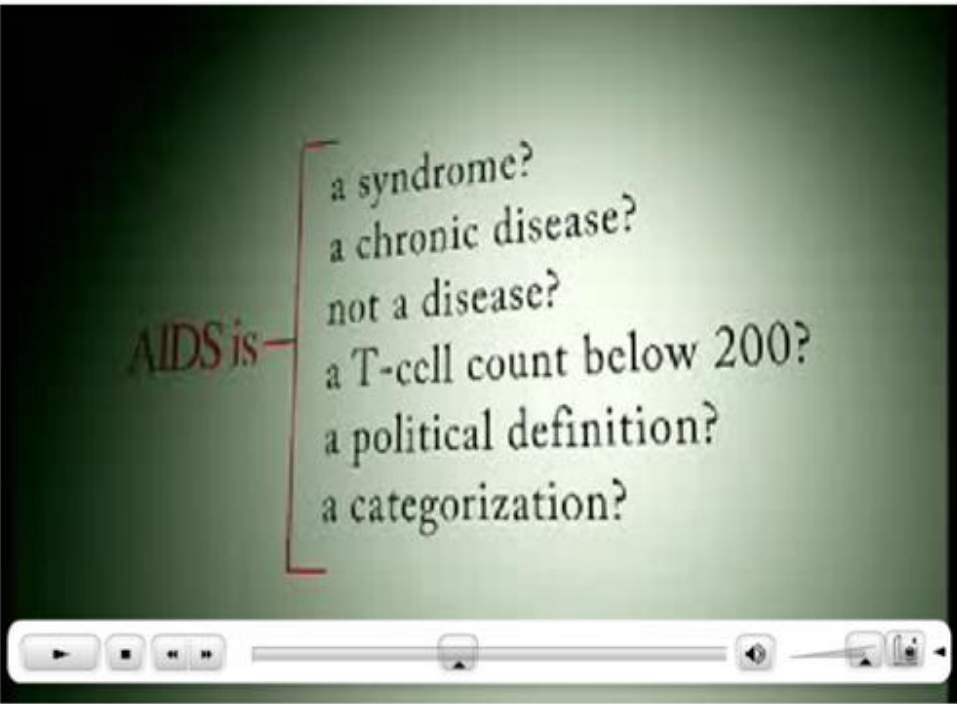 a syndrome?
a chronic disease?
not a disease?
AIDS is
a T-cell count below 200?
a political definition?
a categorization?